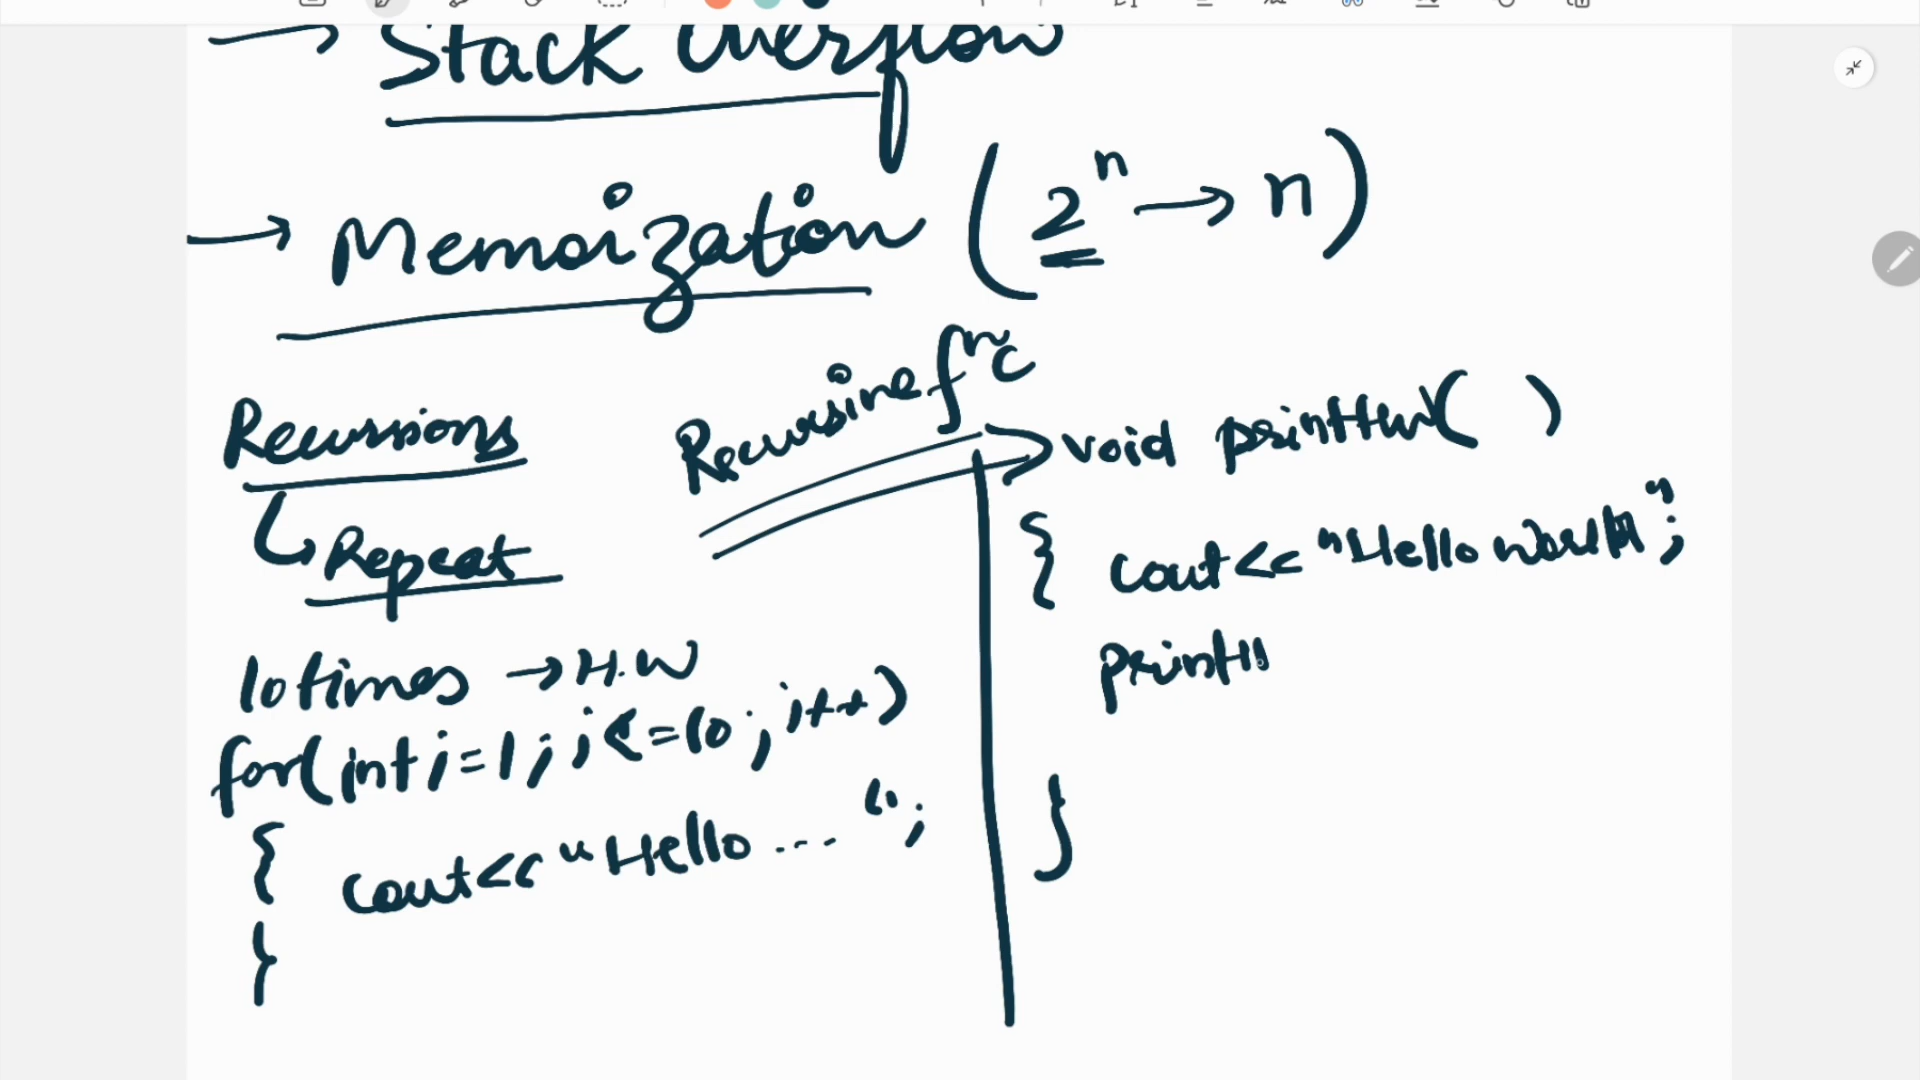 → Stack Overflow
→ Memoization (2ⁿ → n)
Recursions
Repeat
10 times → H.W
for(int i=1; i<=10; i++)
{ cout<< "Hello ... ";
}
Recursive fⁿc
void printHW( )
{ cout<< "Hello World";
printH
}